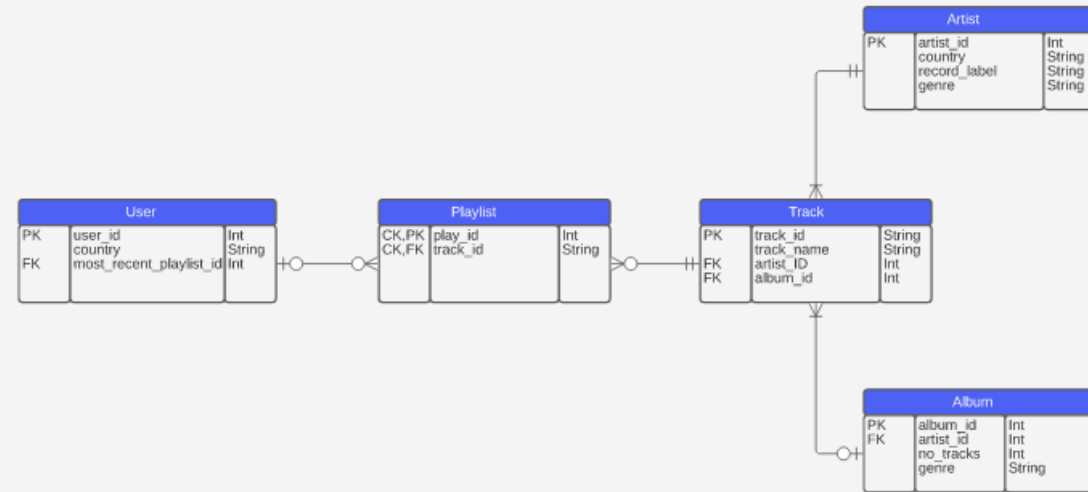 Artist
PK artist_id Int
country String
record_label String
genre String
User
PK user_id Int
country String
FK most_recent_playlist_id Int
Playlist
CK,PK play_id Int
CK,FK track_id String
Track
PK track_id String
track_name String
FK artist_ID Int
FK album_id Int
Album
PK album_id Int
FK artist_id Int
no_tracks Int
genre String